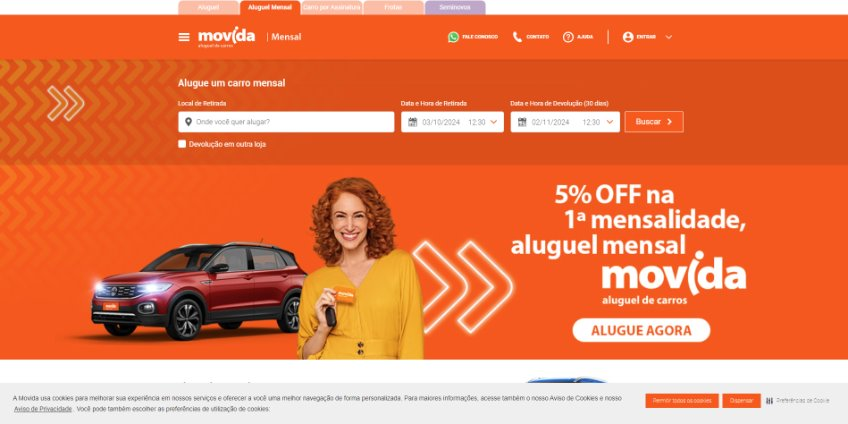 Aluguel
Aluguel Mensal
Carro por Assinatura
Frotas
Seminovos
movida
aluguel de carros
Mensal
FALE CONOSCO
CONTATO
AJUDA
ENTRAR
Alugue um carro mensal
Local de Retirada
Data e Hora de Retirada
Data e Hora de Devolução (30 dias)
Onde você quer alugar?
03/10/2024 12:30
02/11/2024 12:30
Buscar
Devolução em outra loja
5% OFF na
1ª mensalidade,
aluguel mensal
movida
aluguel de carros
ALUGUE AGORA
movida
A Movida usa cookies para melhorar sua experiência em nossos serviços e oferecer a você uma melhor navegação de forma personalizada. Para maiores informações, acesse também o nosso Aviso de Cookies e nosso
Aviso de Privacidade. Você pode também escolher as preferências de utilização de cookies:
Permitir todos os cookies
Dispensar
Preferências de Cookie